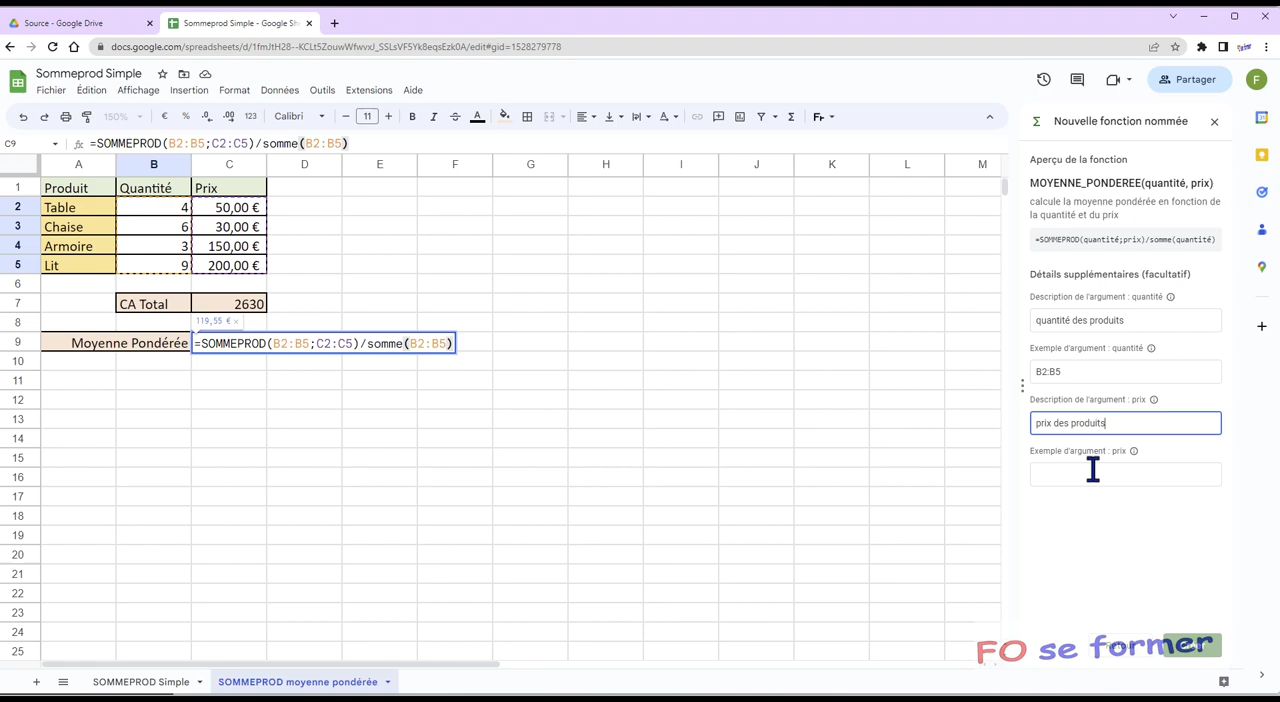 Source - Google Drive
Sommeprod Simple - Google Sh
docs.google.com/spreadsheets/d/1fmJtH28--KCLt5ZouwWfwvxJ_SSLsVF5Yk8eqsEzk0A/edit#gid=1528279778
Sommeprod Simple
Fichier Édition Affichage Insertion Format Données Outils Extensions Aide
Partager
F
150% € % .0 .00 123 Calibri 11 B I S A
C9 fx =SOMMEPROD(B2:B5;C2:C5)/somme(B2:B5)
A B C D E F G H I J K L M
1 Produit Quantité Prix
2 Table 4 50,00 €
3 Chaise 6 30,00 €
4 Armoire 3 150,00 €
5 Lit 9 200,00 €
6
7 CA Total 2630
8 119,55 € ×
9 Moyenne Pondérée =SOMMEPROD(B2:B5;C2:C5)/somme(B2:B5)
10
11
12
13
14
15
16
17
18
19
20
21
22
23
24
25
Nouvelle fonction nommée
Aperçu de la fonction
MOYENNE_PONDEREE(quantité, prix)
calcule la moyenne pondérée en fonction de
la quantité et du prix
=SOMMEPROD(quantité;prix)/somme(quantité)
Détails supplémentaires (facultatif)
Description de l'argument : quantité
quantité des produits
Exemple d'argument : quantité
B2:B5
Description de l'argument : prix
prix des produits
Exemple d'argument : prix
FO se former
SOMMEPROD Simple
SOMMEPROD moyenne pondérée